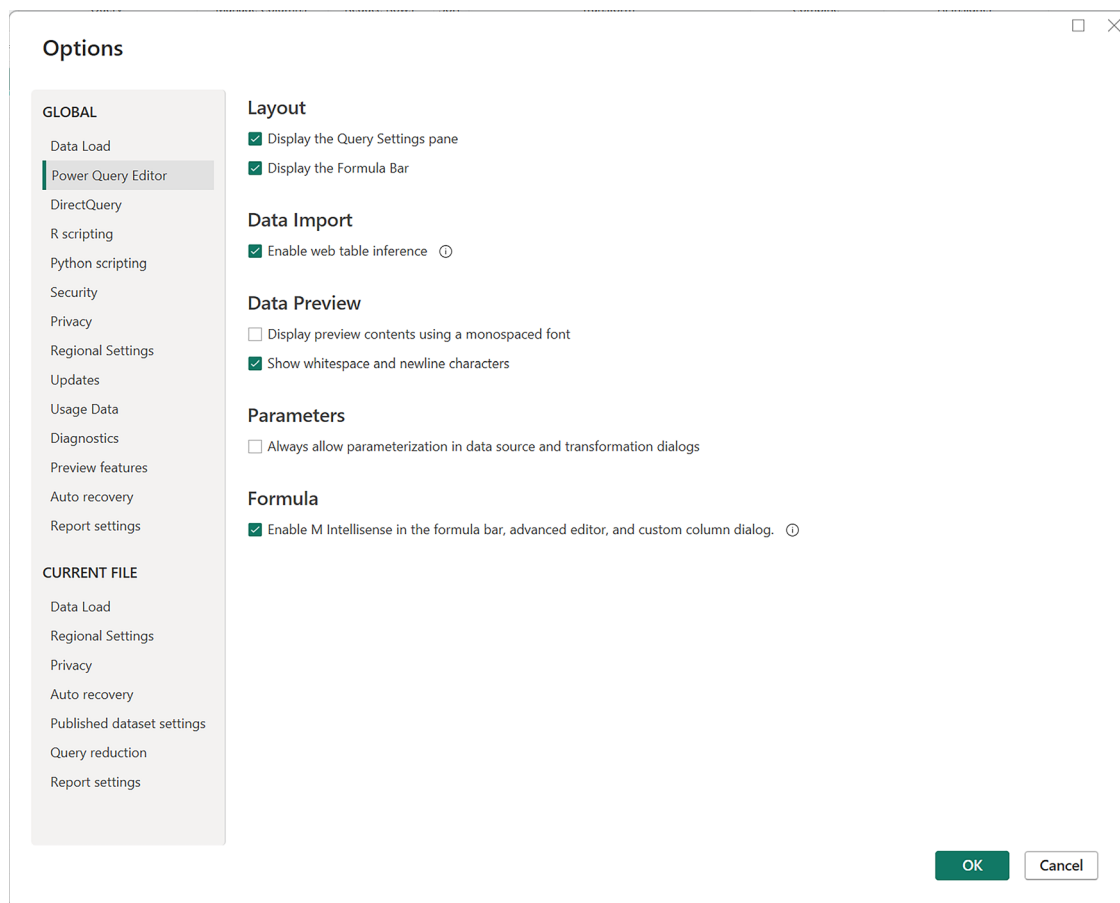 Options
GLOBAL
Data Load
Power Query Editor
DirectQuery
R scripting
Python scripting
Security
Privacy
Regional Settings
Updates
Usage Data
Diagnostics
Preview features
Auto recovery
Report settings
CURRENT FILE
Data Load
Regional Settings
Privacy
Auto recovery
Published dataset settings
Query reduction
Report settings
Layout
Display the Query Settings pane
Display the Formula Bar
Data Import
Enable web table inference
Data Preview
Display preview contents using a monospaced font
Show whitespace and newline characters
Parameters
Always allow parameterization in data source and transformation dialogs
Formula
Enable M Intellisense in the formula bar, advanced editor, and custom column dialog.
OK
Cancel